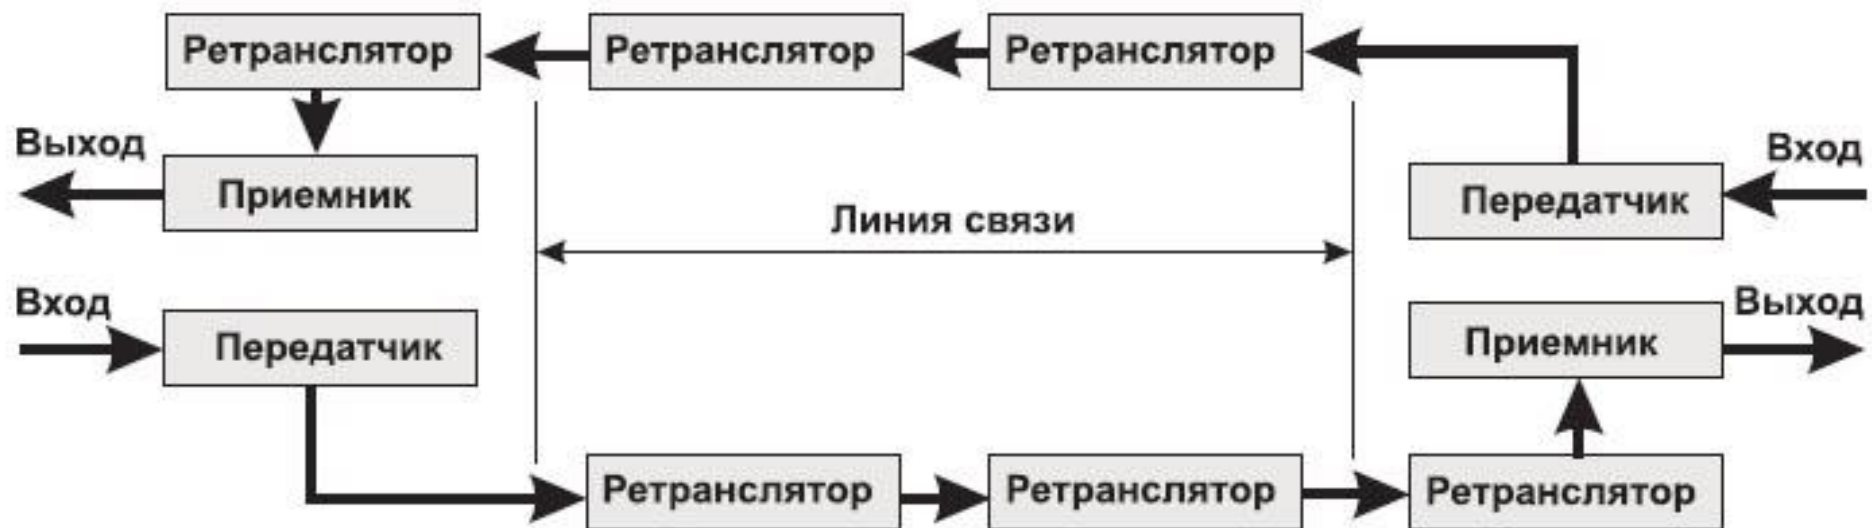 Ретранслятор Ретранслятор Ретранслятор
Выход Вход
Приемник Передатчик
Линия связи
Вход Выход
Передатчик Приемник
Ретранслятор Ретранслятор Ретранслятор